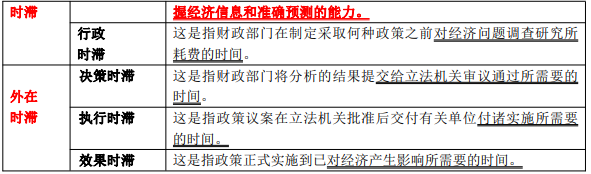 时滞 握经济信息和准确预测的能力。
行政 这是指财政部门在制定采取何种政策之前对经济问题调查研究所
时滞 耗费的时间。
决策时滞 这是指财政部门将分析的结果提交给立法机关审议通过所需要的
时间。
外在
时滞
执行时滞 这是指政策议案在立法机关批准后交付有关单位付诸实施所需要
的时间。
效果时滞 这是指政策正式实施到已对经济产生影响所需要的时间。